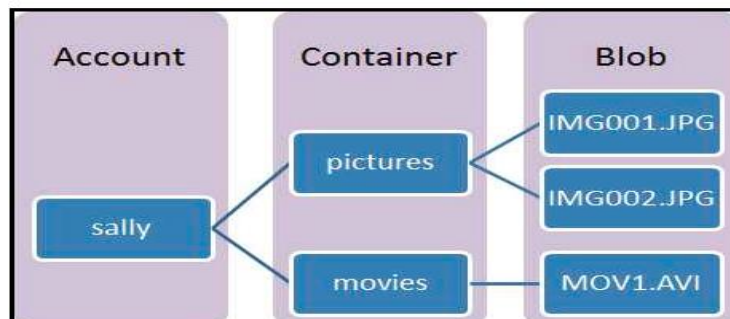 Account
Container
Blob
sally
pictures
movies
IMG001.JPG
IMG002.JPG
MOV1.AVI